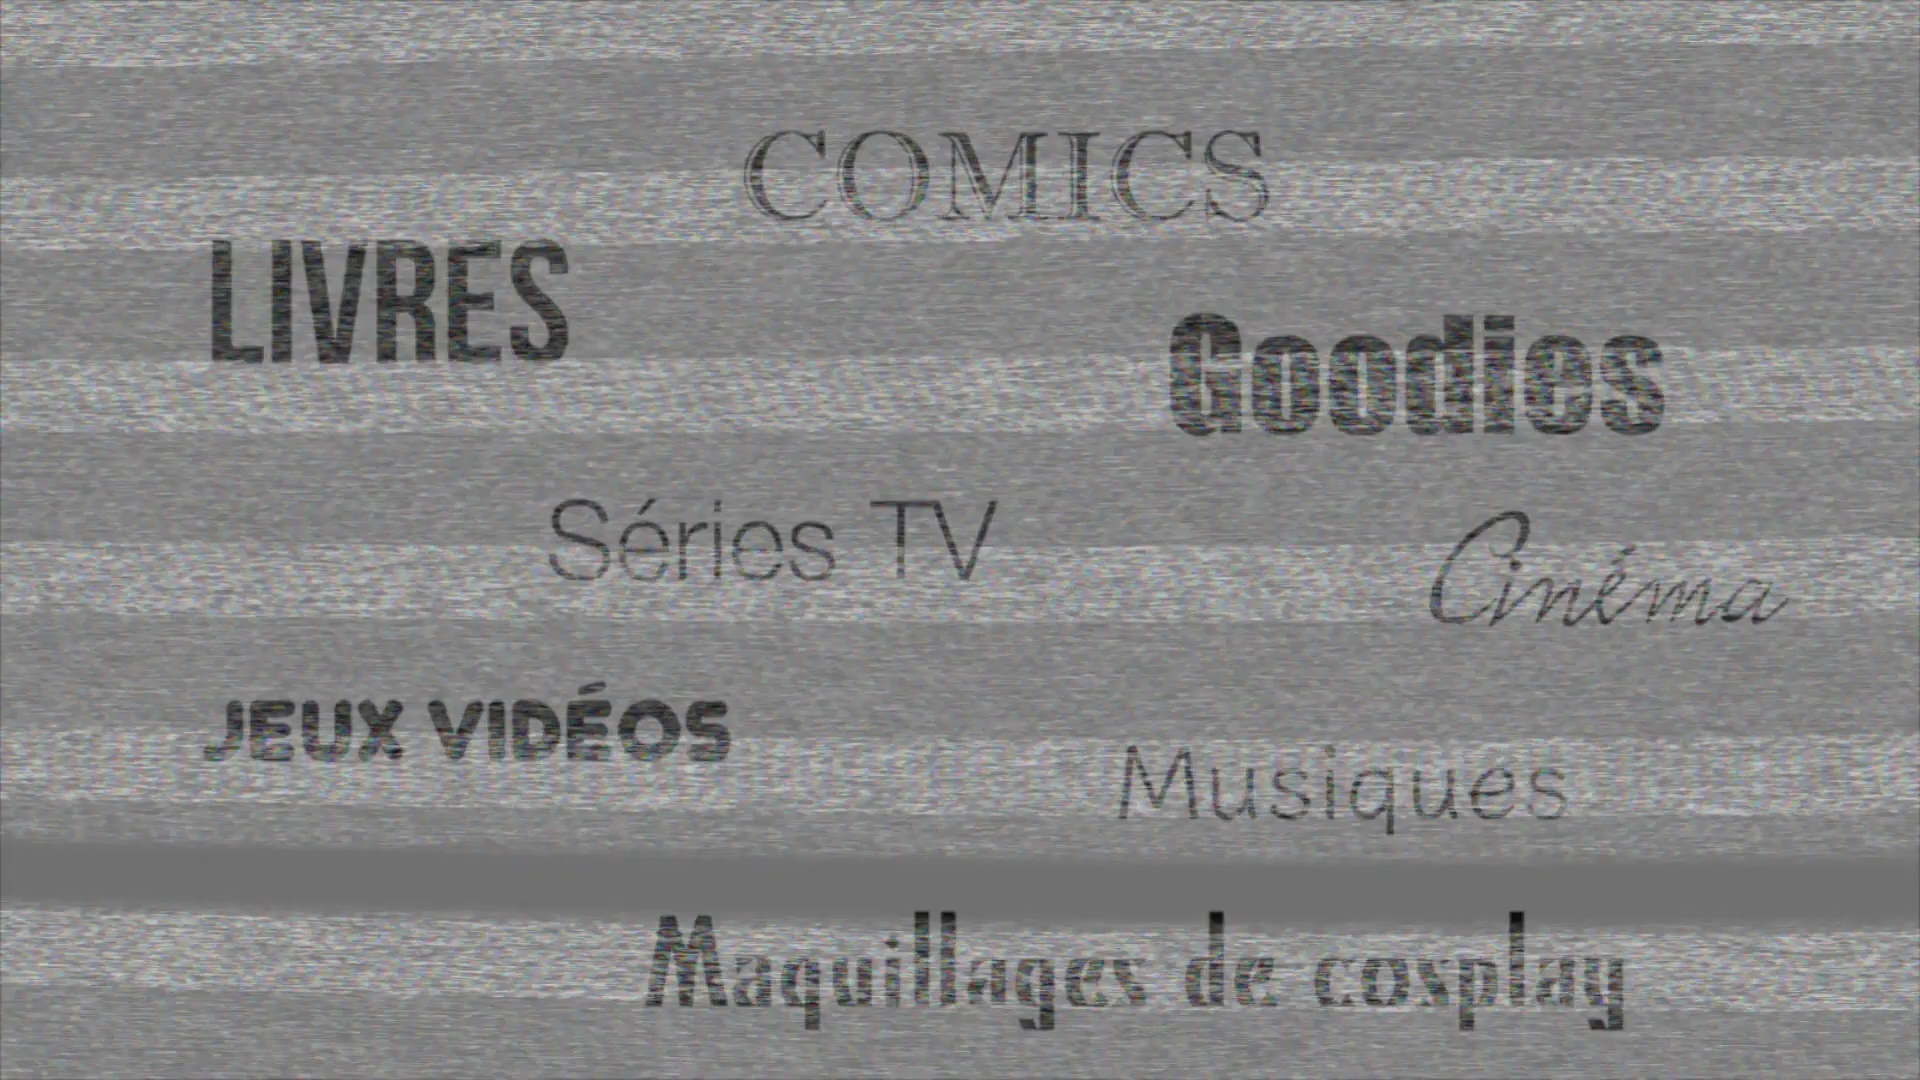 COMICS
LIVRES
Goodies
Séries TV
Cinéma
JEUX VIDÉOS
Musiques
Maquillages de cosplay